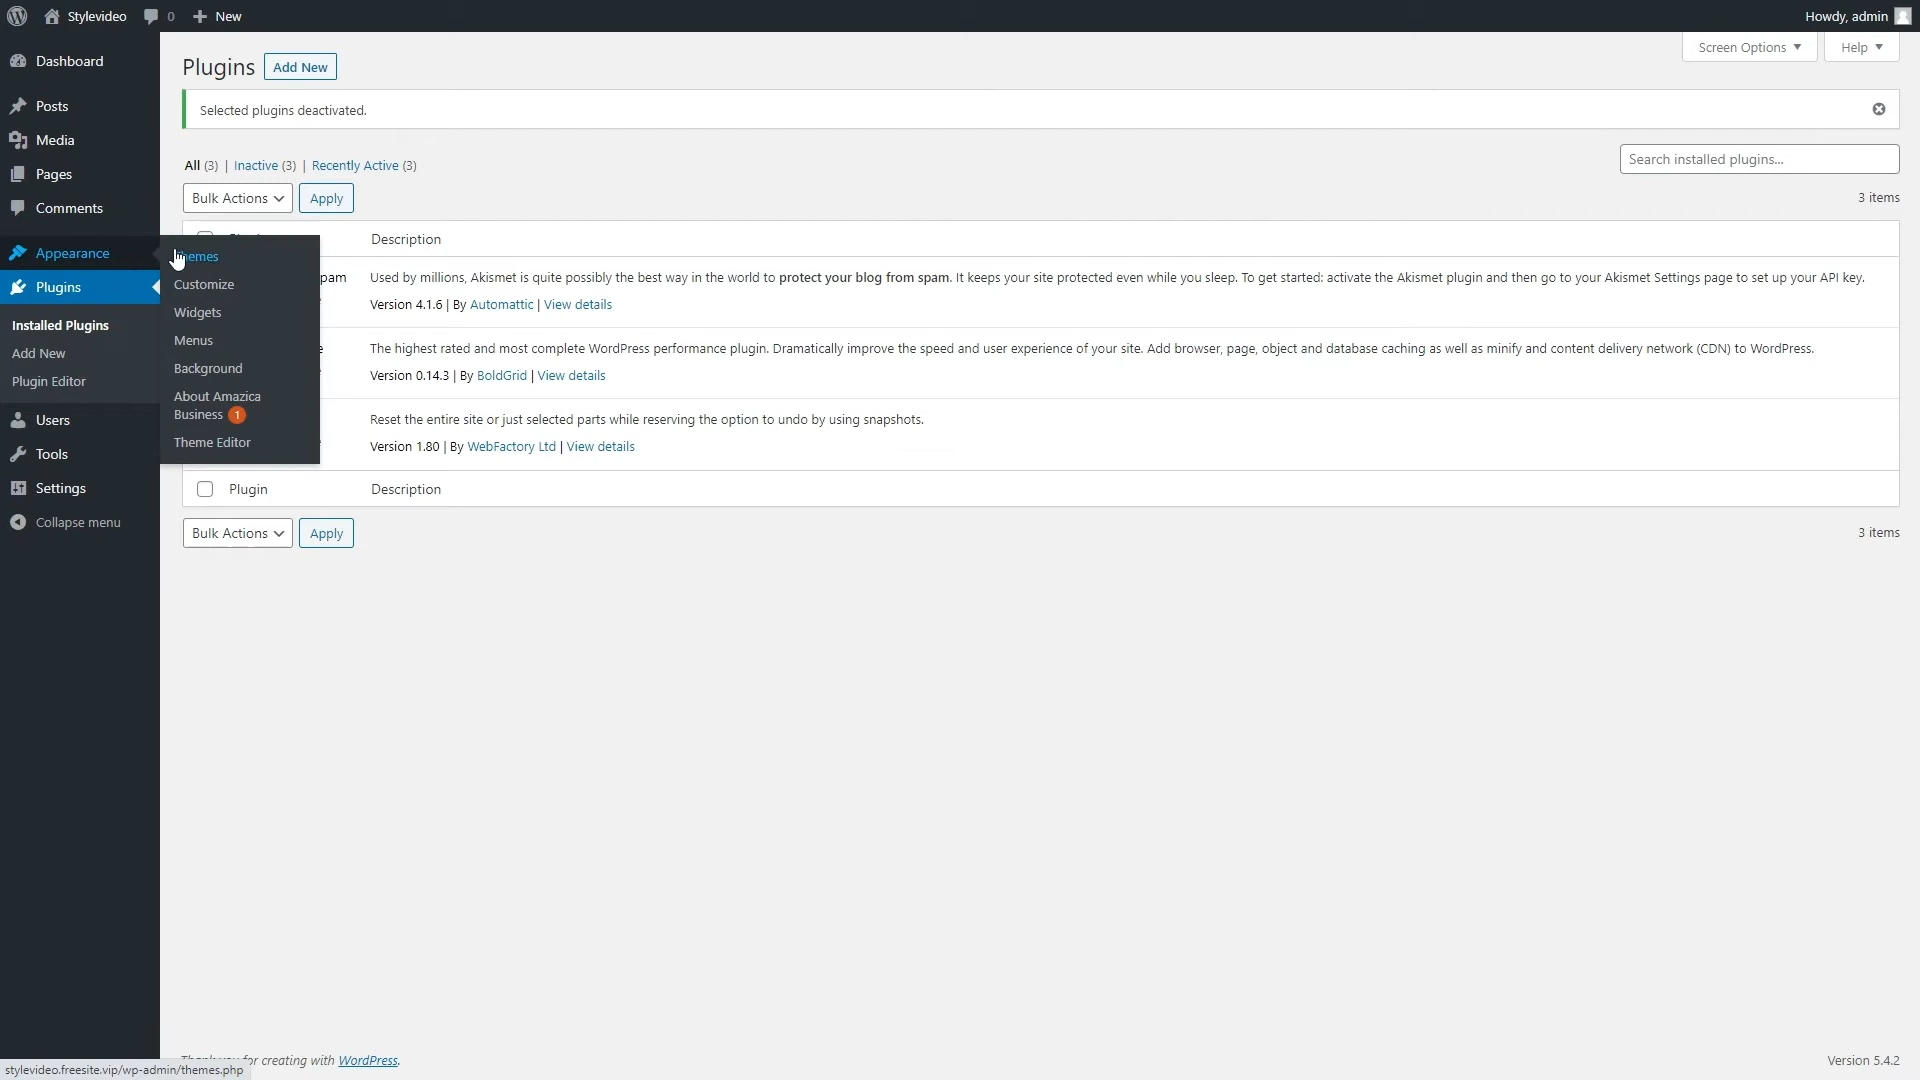 Stylevideo
0
New
Howdy, admin
Dashboard
Posts
Media
Pages
Comments
Appearance
Plugins
Installed Plugins
Add New
Plugin Editor
Users
Tools
Settings
Collapse menu
Themes
Customize
Widgets
Menus
Background
About Amazica
Business 1
Theme Editor
Screen Options
Help
Plugins Add New
Selected plugins deactivated.
All (3) | Inactive (3) | Recently Active (3)
Search installed plugins...
Bulk Actions Apply
3 items
Description
Used by millions, Akismet is quite possibly the best way in the world to protect your blog from spam. It keeps your site protected even while you sleep. To get started: activate the Akismet plugin and then go to your Akismet Settings page to set up your API key.
Version 4.1.6 | By Automattic | View details
The highest rated and most complete WordPress performance plugin. Dramatically improve the speed and user experience of your site. Add browser, page, object and database caching as well as minify and content delivery network (CDN) to WordPress.
Version 0.14.3 | By BoldGrid | View details
Reset the entire site or just selected parts while reserving the option to undo by using snapshots.
Version 1.80 | By WebFactory Ltd | View details
Plugin Description
Bulk Actions Apply
3 items
for creating with WordPress.
Version 5.4.2
stylevideo.freesite.vip/wp-admin/themes.php